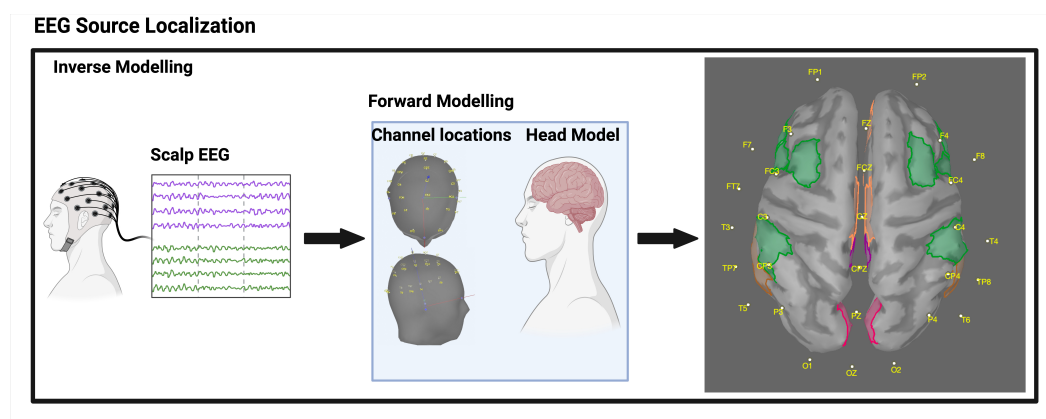 EEG Source Localization
Inverse Modelling
Forward Modelling
Channel locations Head Model
Scalp EEG
FP1 FP2
F3 FZ F4
F7 F8
FC3 FCZ FC4
FT7
C3 CZ C4
T3 T4
TP7 CP3 CPZ CP4 TP8
T5 P3 PZ P4 T6
O1 OZ O2